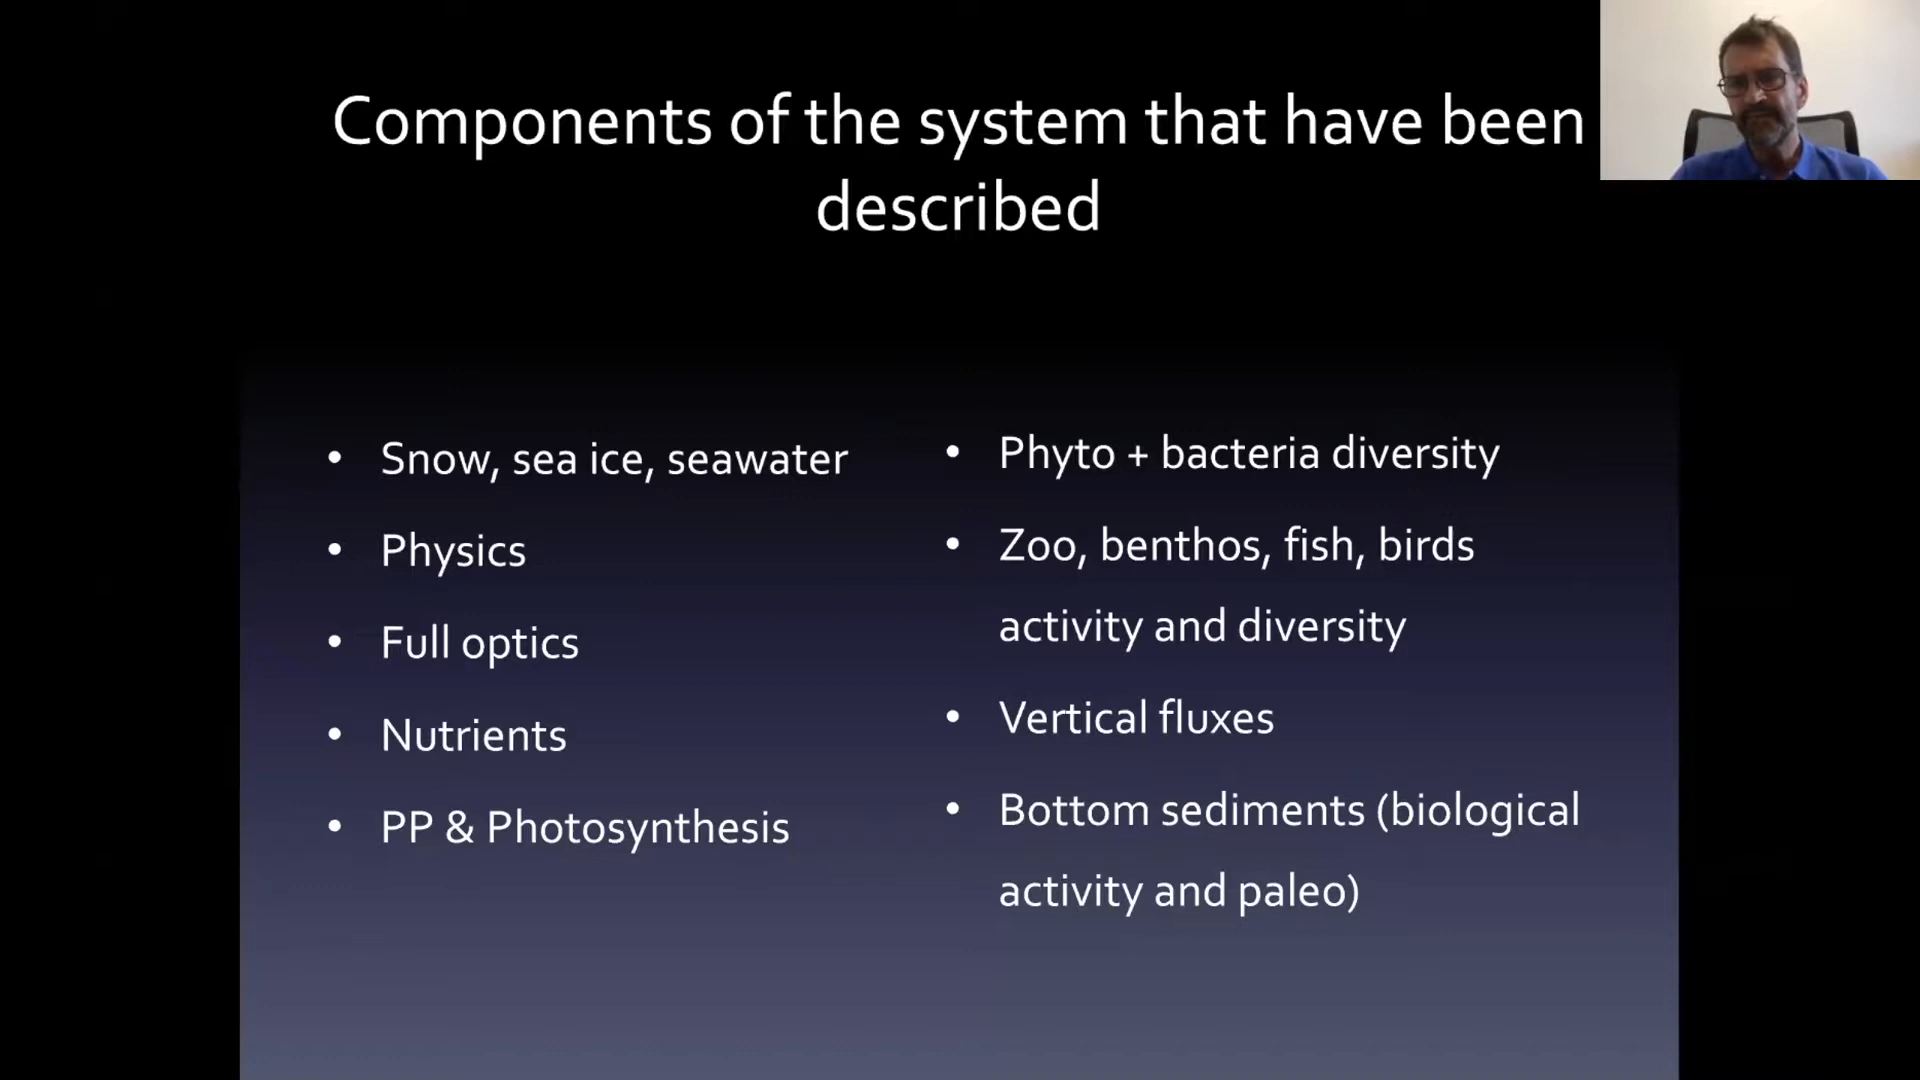 Components of the system that have been
described
• Snow, sea ice, seawater
• Physics
• Full optics
• Nutrients
• PP & Photosynthesis
• Phyto + bacteria diversity
• Zoo, benthos, fish, birds
activity and diversity
• Vertical fluxes
• Bottom sediments (biological
activity and paleo)